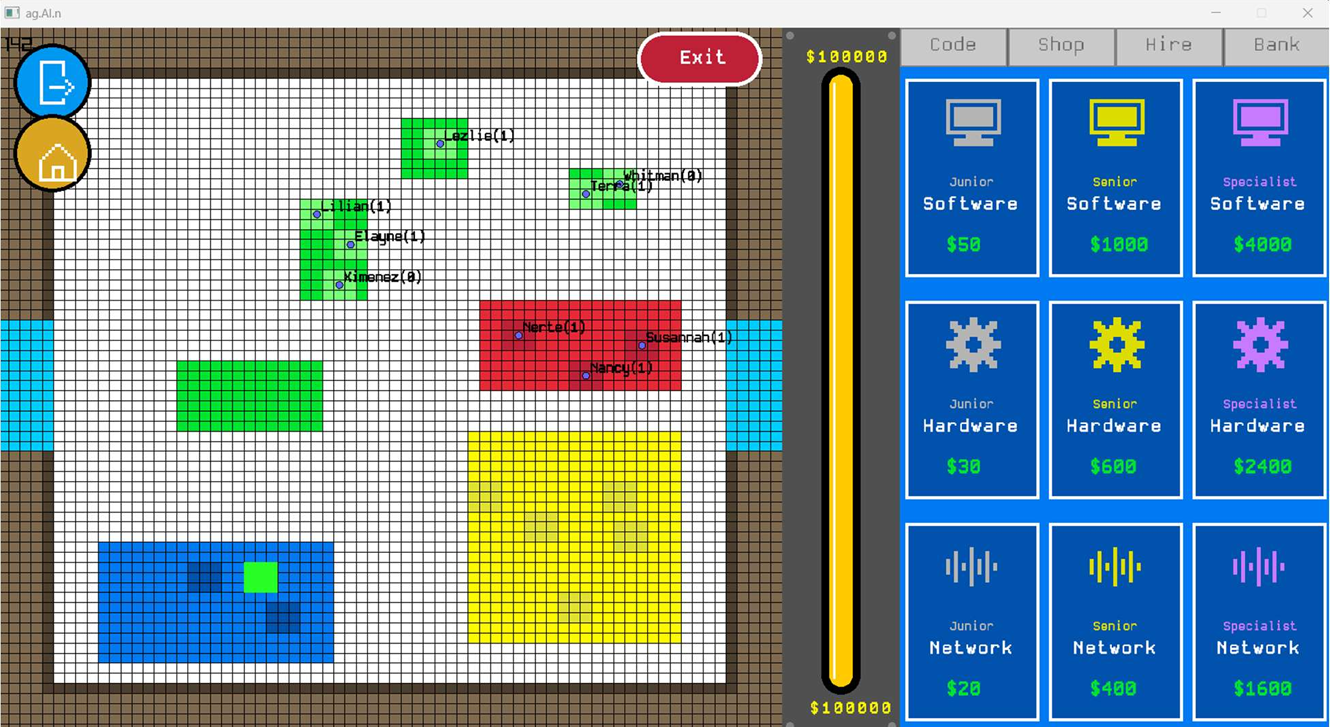 ag.AI.n
142
Exit
Lezlie(1)
Whitman(0)
Terra(1)
Lilian(1)
Elayne(1)
Ximenez(0)
Nerte(1)
Susannah(1)
Nancy(1)
$100000
$100000
Code Shop Hire Bank
Junior Senior Specialist
Software Software Software
$50 $1000 $4000
Junior Senior Specialist
Hardware Hardware Hardware
$30 $600 $2400
Junior Senior Specialist
Network Network Network
$20 $400 $1600